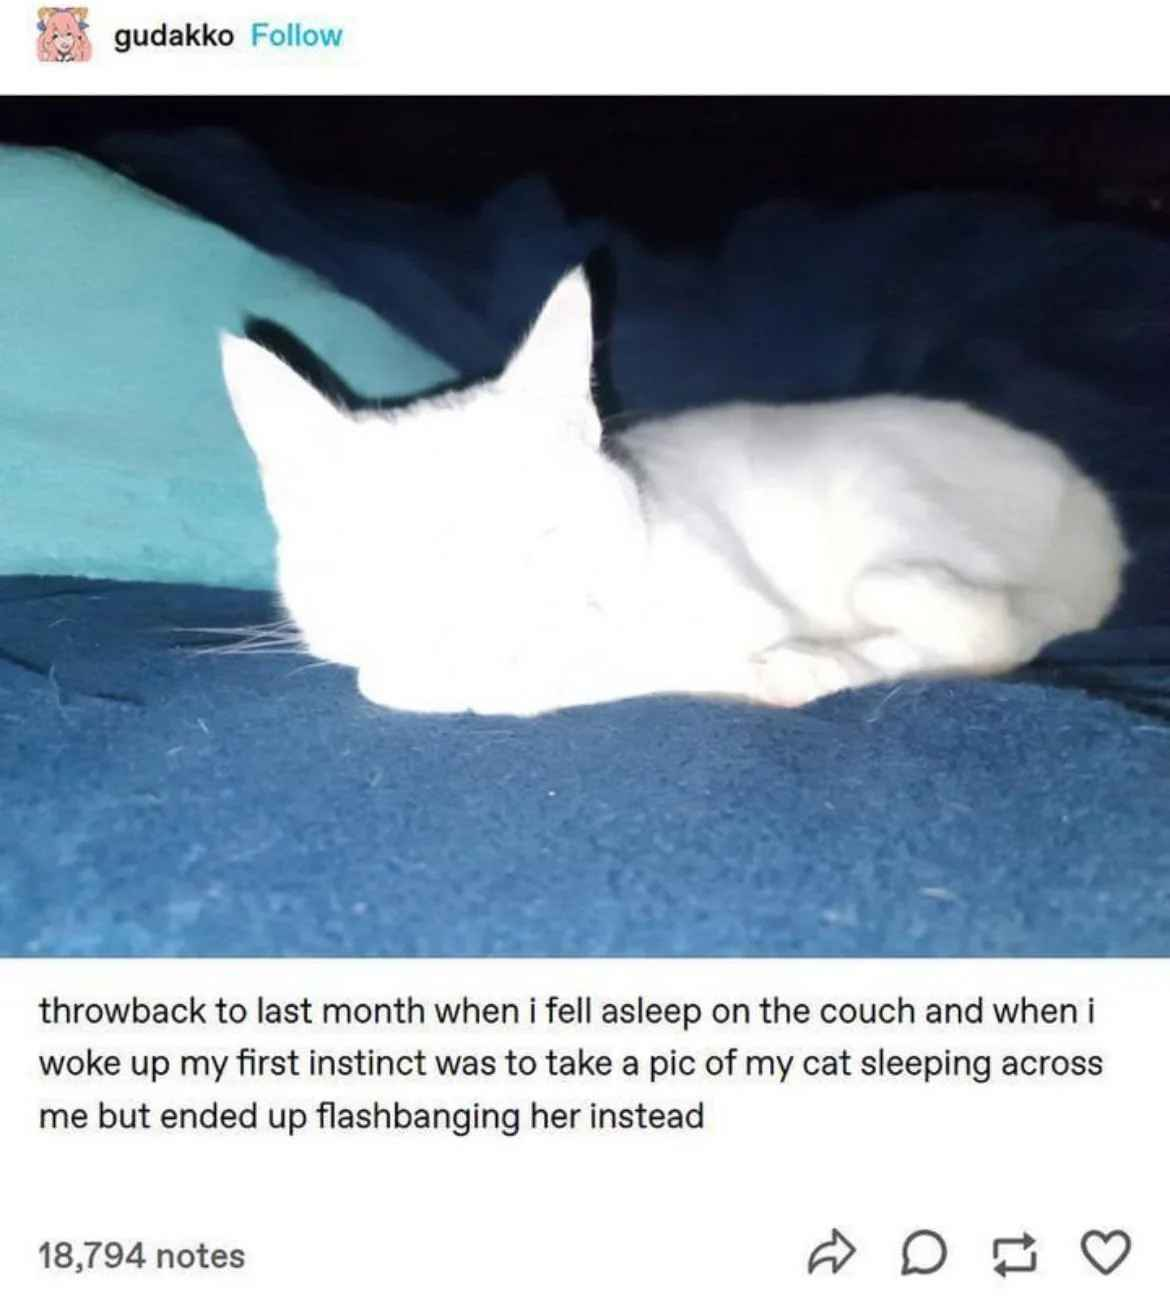 gudakko Follow
throwback to last month when i fell asleep on the couch and when i
woke up my first instinct was to take a pic of my cat sleeping across
me but ended up flashbanging her instead
18,794 notes